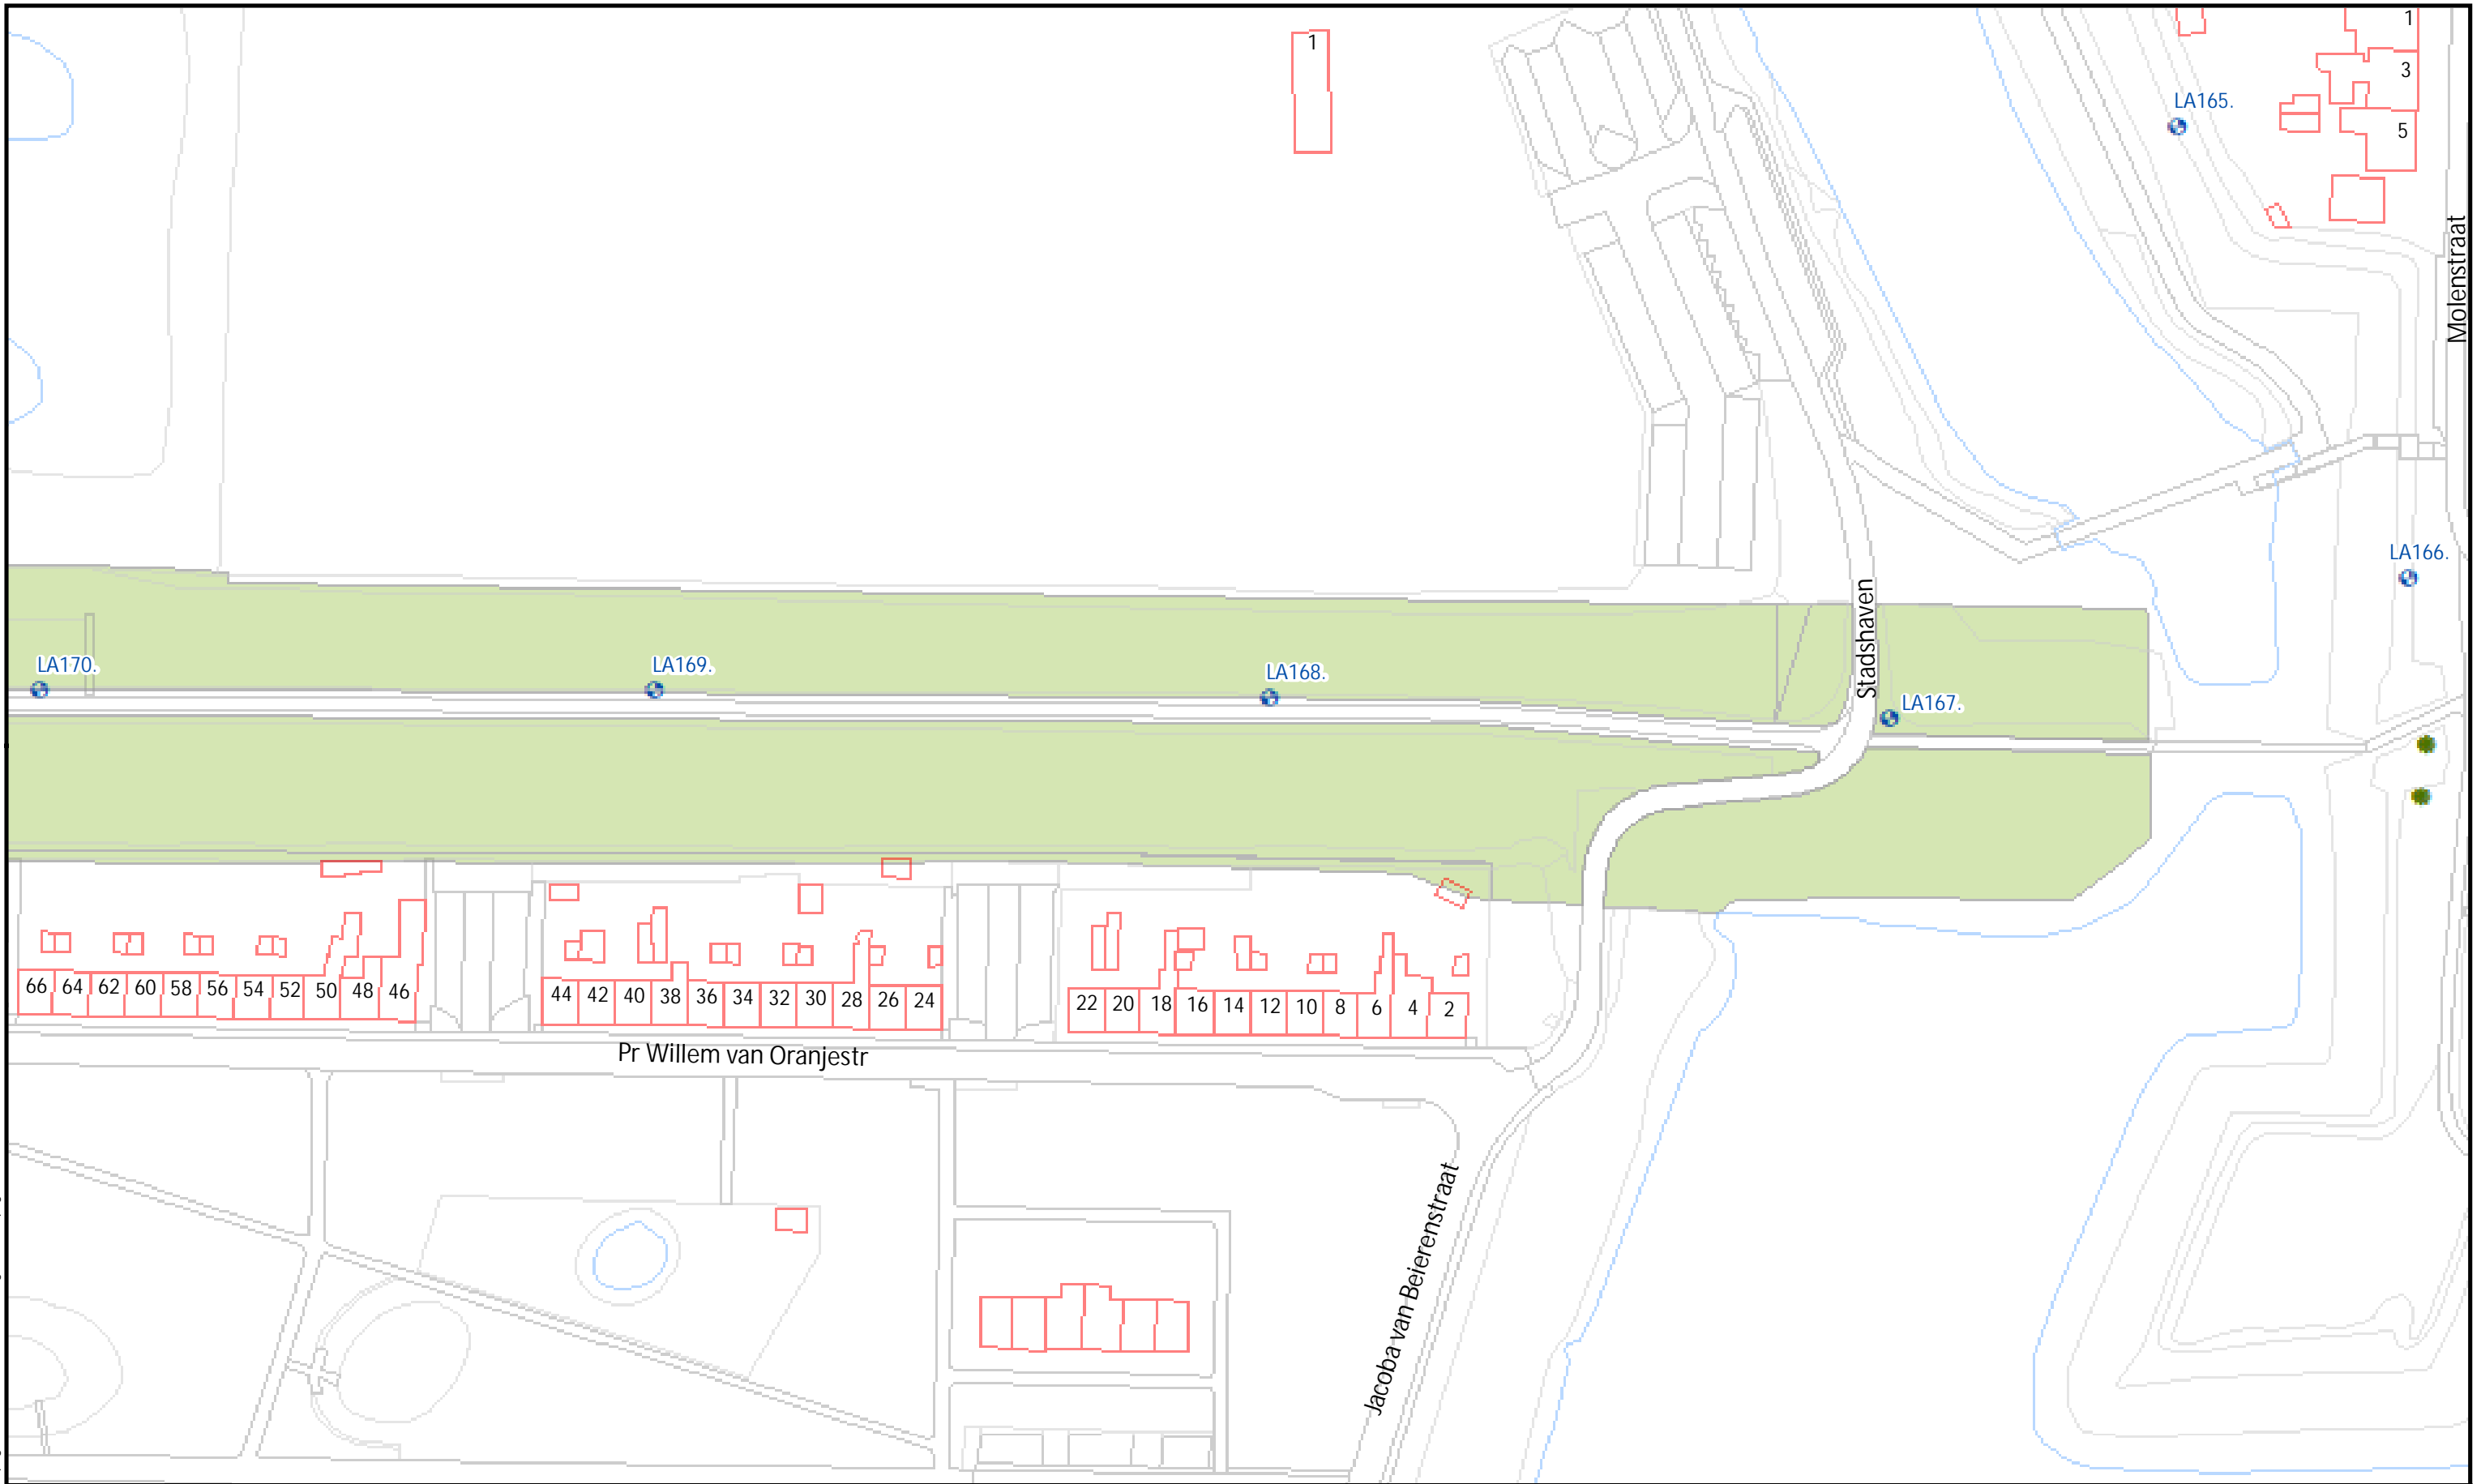 1
1
3
LA165.
5
Molenstraat
LA166.
Stadshaven
LA170.
LA169.
LA168.
LA167.
66 64 62 60 58 56 54 52 50 48 46
44 42 40 38 36 34 32 30 28 26 24
22 20 18 16 14 12 10 8 6 4 2
Pr Willem van Oranjestr
Jacoba van Beierenstraat